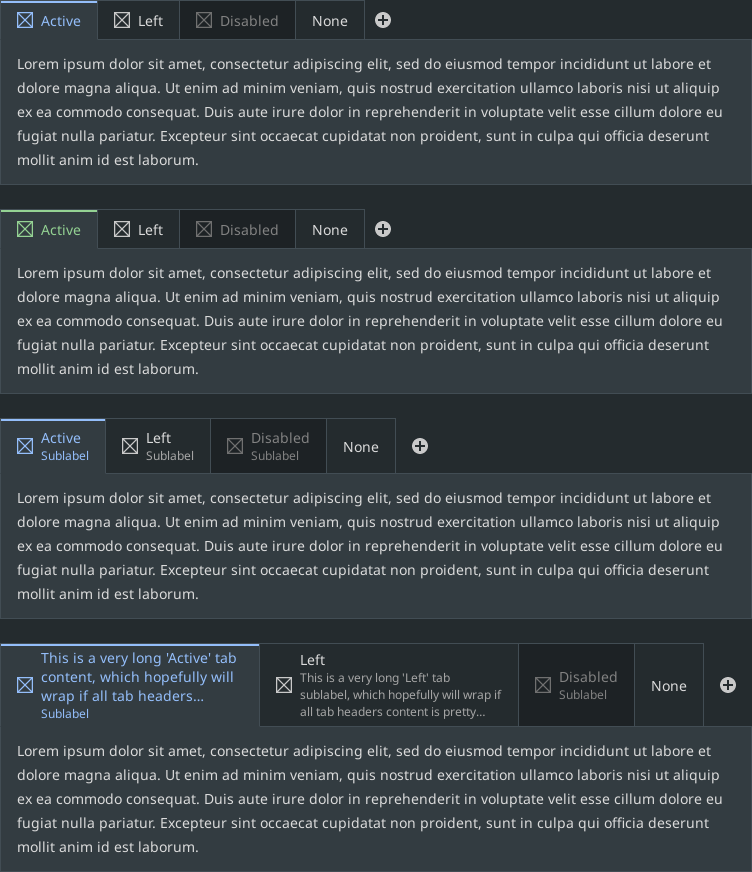 Active Left Disabled None
Lorem ipsum dolor sit amet, consectetur adipiscing elit, sed do eiusmod tempor incididunt ut labore et
dolore magna aliqua. Ut enim ad minim veniam, quis nostrud exercitation ullamco laboris nisi ut aliquip
ex ea commodo consequat. Duis aute irure dolor in reprehenderit in voluptate velit esse cillum dolore eu
fugiat nulla pariatur. Excepteur sint occaecat cupidatat non proident, sunt in culpa qui officia deserunt
mollit anim id est laborum.
Active Left Disabled None
Lorem ipsum dolor sit amet, consectetur adipiscing elit, sed do eiusmod tempor incididunt ut labore et
dolore magna aliqua. Ut enim ad minim veniam, quis nostrud exercitation ullamco laboris nisi ut aliquip
ex ea commodo consequat. Duis aute irure dolor in reprehenderit in voluptate velit esse cillum dolore eu
fugiat nulla pariatur. Excepteur sint occaecat cupidatat non proident, sunt in culpa qui officia deserunt
mollit anim id est laborum.
Active
Sublabel
Left
Sublabel
Disabled
Sublabel
None
Lorem ipsum dolor sit amet, consectetur adipiscing elit, sed do eiusmod tempor incididunt ut labore et
dolore magna aliqua. Ut enim ad minim veniam, quis nostrud exercitation ullamco laboris nisi ut aliquip
ex ea commodo consequat. Duis aute irure dolor in reprehenderit in voluptate velit esse cillum dolore eu
fugiat nulla pariatur. Excepteur sint occaecat cupidatat non proident, sunt in culpa qui officia deserunt
mollit anim id est laborum.
This is a very long 'Active' tab
content, which hopefully will
wrap if all tab headers...
Sublabel
Left
This is a very long 'Left' tab
sublabel, which hopefully will wrap if
all tab headers content is pretty...
Disabled
Sublabel
None
Lorem ipsum dolor sit amet, consectetur adipiscing elit, sed do eiusmod tempor incididunt ut labore et
dolore magna aliqua. Ut enim ad minim veniam, quis nostrud exercitation ullamco laboris nisi ut aliquip
ex ea commodo consequat. Duis aute irure dolor in reprehenderit in voluptate velit esse cillum dolore eu
fugiat nulla pariatur. Excepteur sint occaecat cupidatat non proident, sunt in culpa qui officia deserunt
mollit anim id est laborum.